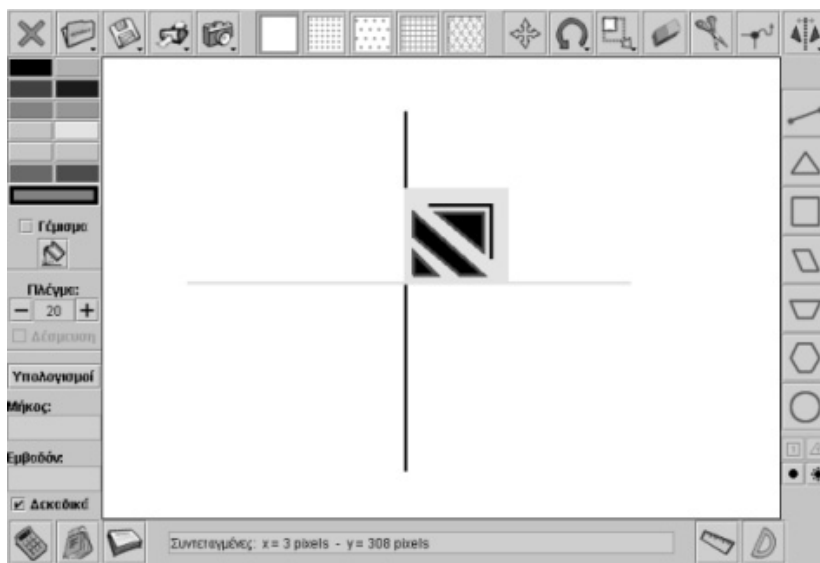 Γέμισμα
Πλέγμα:
20
Δέσμευση
Υπολογισμοί
Μήκος:
Εμβαδόν:
Δεκαδικά
Συντεταγμένες: x = 3 pixels - y = 308 pixels